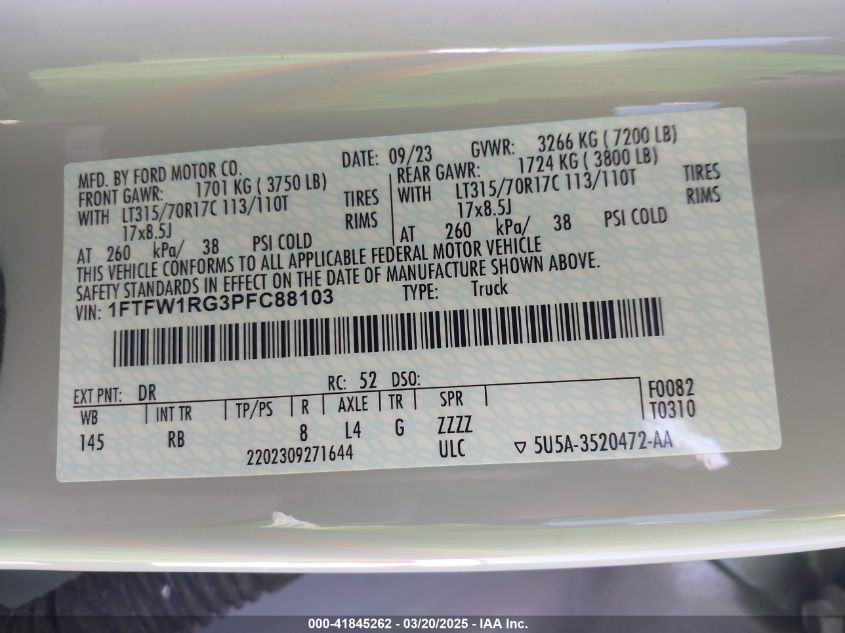 MFD. BY FORD MOTOR CO. DATE: 09/23 GVWR: 3266 KG ( 7200 LB)
FRONT GAWR: 1701 KG ( 3750 LB) REAR GAWR: 1724 KG ( 3800 LB)
WITH LT315/70R17C 113/110T TIRES WITH LT315/70R17C 113/110T TIRES
17x8.5J RIMS 17x8.5J RIMS
AT 260 kPa/ 38 PSI COLD AT 260 kPa/ 38 PSI COLD
THIS VEHICLE CONFORMS TO ALL APPLICABLE FEDERAL MOTOR VEHICLE
SAFETY STANDARDS IN EFFECT ON THE DATE OF MANUFACTURE SHOWN ABOVE.
VIN: 1FTFW1RG3PFC88103 TYPE: Truck
EXT PNT: DR RC: 52 DSO:
WB INT TR TP/PS R AXLE TR SPR F0082
145 RB 8 L4 G ZZZZ T0310
2202309271644 ULC ▽ 5U5A-3520472-AA
000-41845262 - 03/20/2025 - IAA Inc.